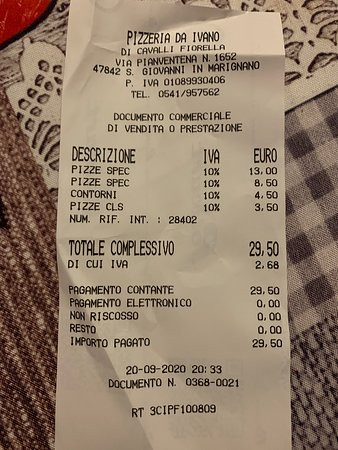 PIZZERIA DA IVANO
DI CAVALLI FIORELLA
VIA PIANVENTENA N.1652
47842 S. GIOVANNI IN MARIGNANO
P. IVA 01089930406
TEL. 0541/957562
DOCUMENTO COMMERCIALE
DI VENDITA O PRESTAZIONE
DESCRIZIONE IVA EURO
PIZZE SPEC 10% 13,00
PIZZE SPEC 10% 8,50
CONTORNI 10% 4,50
PIZZE CLS 10% 3,50
NUM. RIF. INT. : 28402
TOTALE COMPLESSIVO 29,50
DI CUI IVA 2,68
PAGAMENTO CONTANTE 29,50
PAGAMENTO ELETTRONICO 0,00
NON RISCOSSO 0,00
RESTO 0,00
IMPORTO PAGATO 29,50
20-09-2020 20:33
DOCUMENTO N. 0368-0021
RT 3CIPF100809